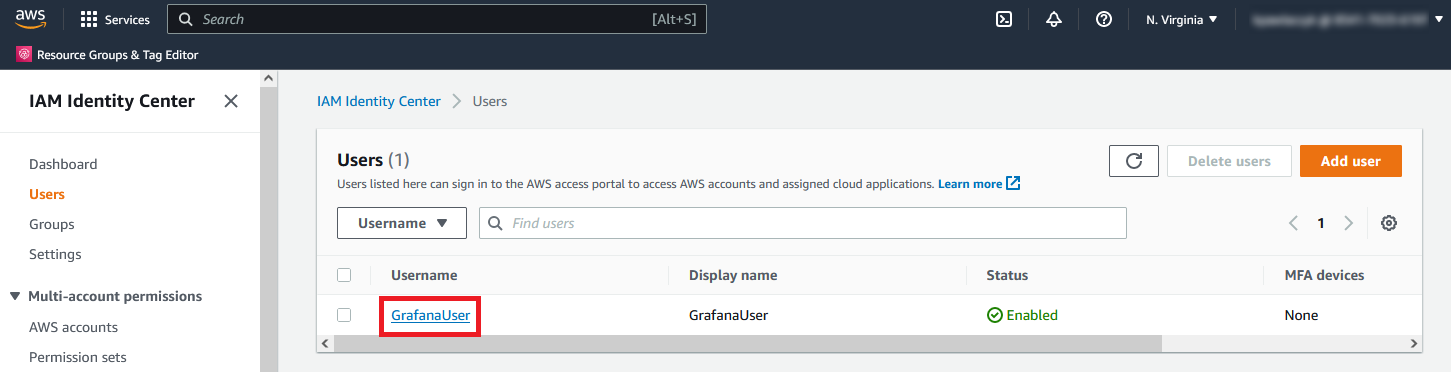 aws Services Search [Alt+S] N. Virginia
Resource Groups & Tag Editor
IAM Identity Center
Dashboard
Users
Groups
Settings
Multi-account permissions
AWS accounts
Permission sets
IAM Identity Center > Users
Users (1)
Users listed here can sign in to the AWS access portal to access AWS accounts and assigned cloud applications. Learn more
Delete users Add user
Username Find users 1
Username Display name Status MFA devices
GrafanaUser GrafanaUser Enabled None